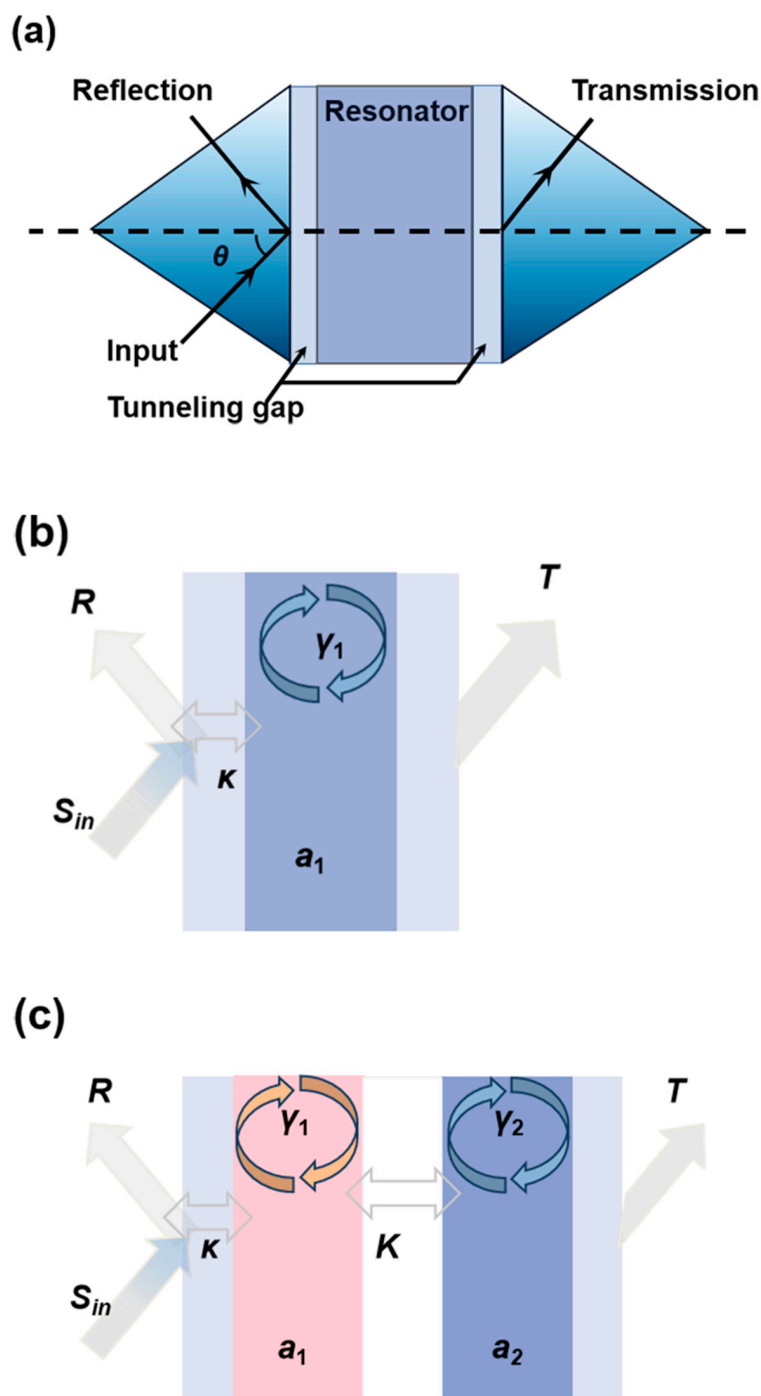 (a)
Reflection
Transmission
Resonator
θ
Input
Tunneling gap
(b)
R
T
γ1
κ
Sin
a1
(c)
R
T
γ1
γ2
κ
K
Sin
a1
a2